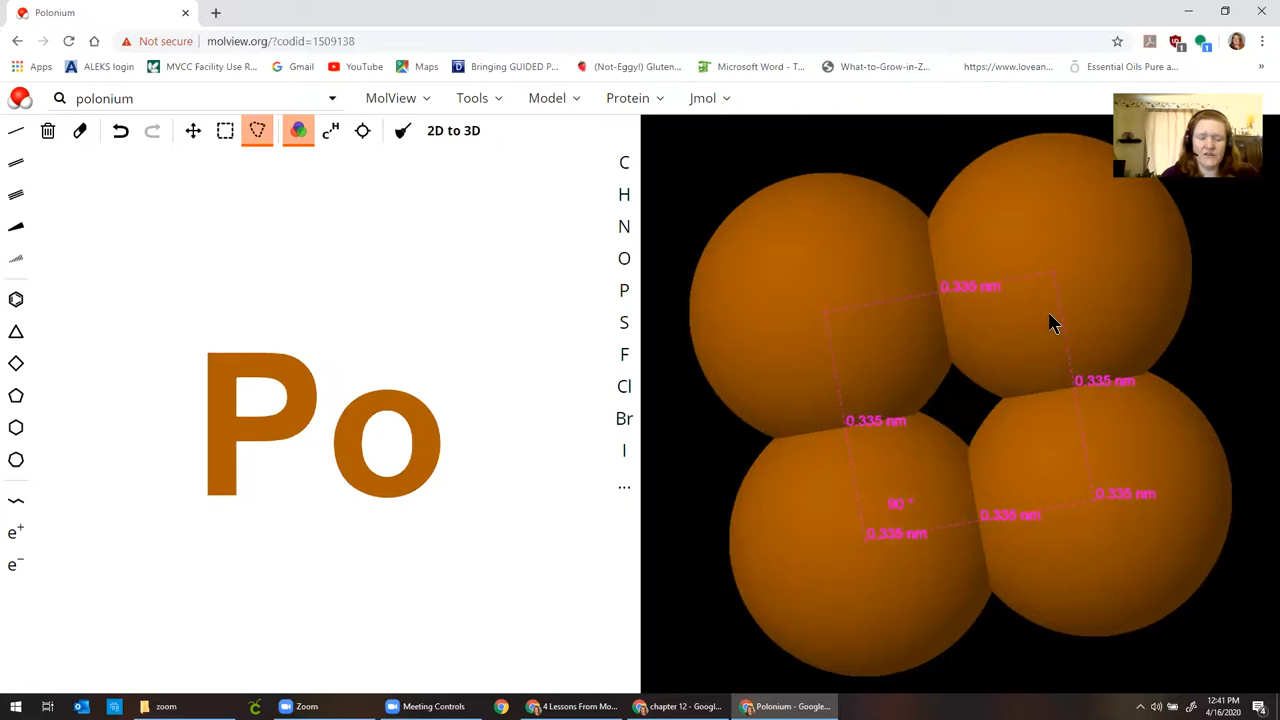 Polonium
Not secure molview.org/?codid=1509138
1
1
Apps ALEKS login MVCC Facility Use R... Gmail YouTube Maps Bringing GUIDED P... (Not-Eggy!) Gluten... Microsoft Word - T... What-to-Grow-in-Z... https://www.lovean... Essential Oils Pure a... »
polonium MolView Tools Model Protein Jmol
C H 2D to 3D
C
H
N
O
P
S
F
Cl
Br
I
...
e+
e−
Po
0.335 nm
0.335 nm
0.335 nm
90 °
0.335 nm
0.335 nm
0.335 nm
zoom Zoom Meeting Controls 4 Lessons From Mo... chapter 12 - Googl... Polonium - Google...
12:41 PM
4/16/2020